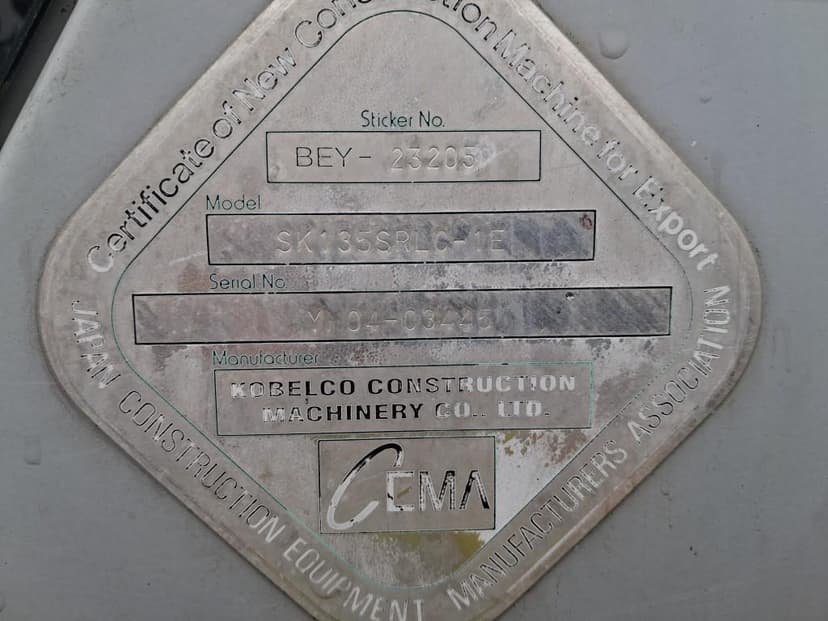 Certificate of New Construction Machine for Export
Sticker No.
BEY- 23205
Model
SK135SRLC-1E
Serial No
Manufacturer
KOBELCO CONSTRUCTION
MACHINERY CO.. LTD.
CEMA
JAPAN CONSTRUCTION EQUIPMENT MANUFACTURERS ASSOCIATION